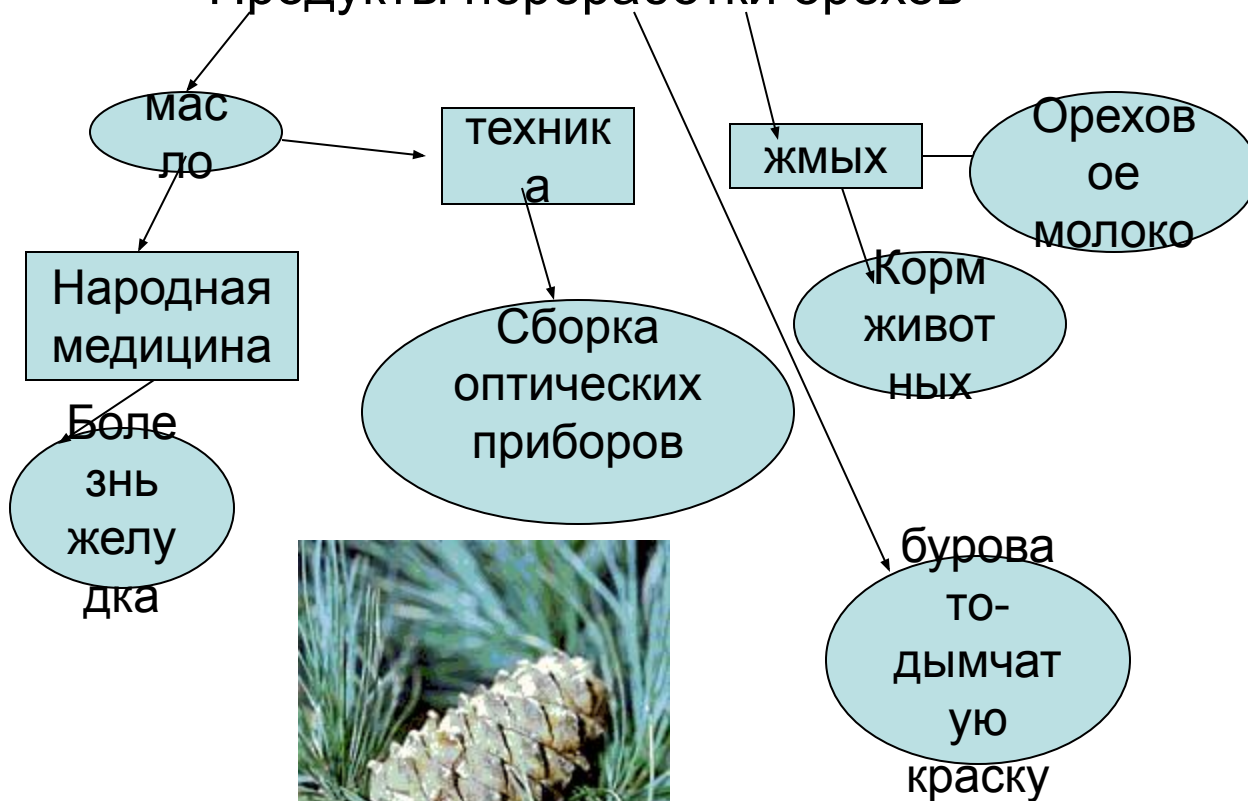 Продукты переработки орехов
мас
ло
техник
а
жмых
Орехов
ое
молоко
Народная
медицина
Сборка
оптических
приборов
Корм
живот
ных
Боле
знь
желу
дка
бурова
то-
дымчат
ую
краску